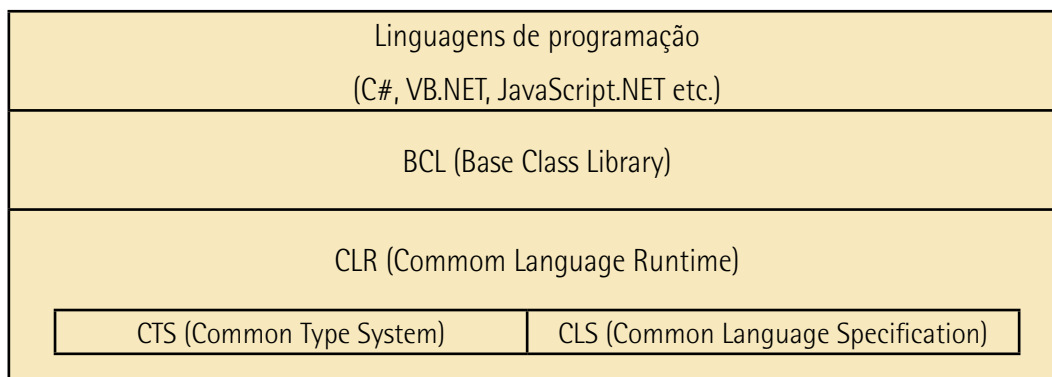 Linguagens de programação
(C#, VB.NET, JavaScript.NET etc.)
BCL (Base Class Library)
CLR (Commom Language Runtime)
CTS (Common Type System)
CLS (Common Language Specification)